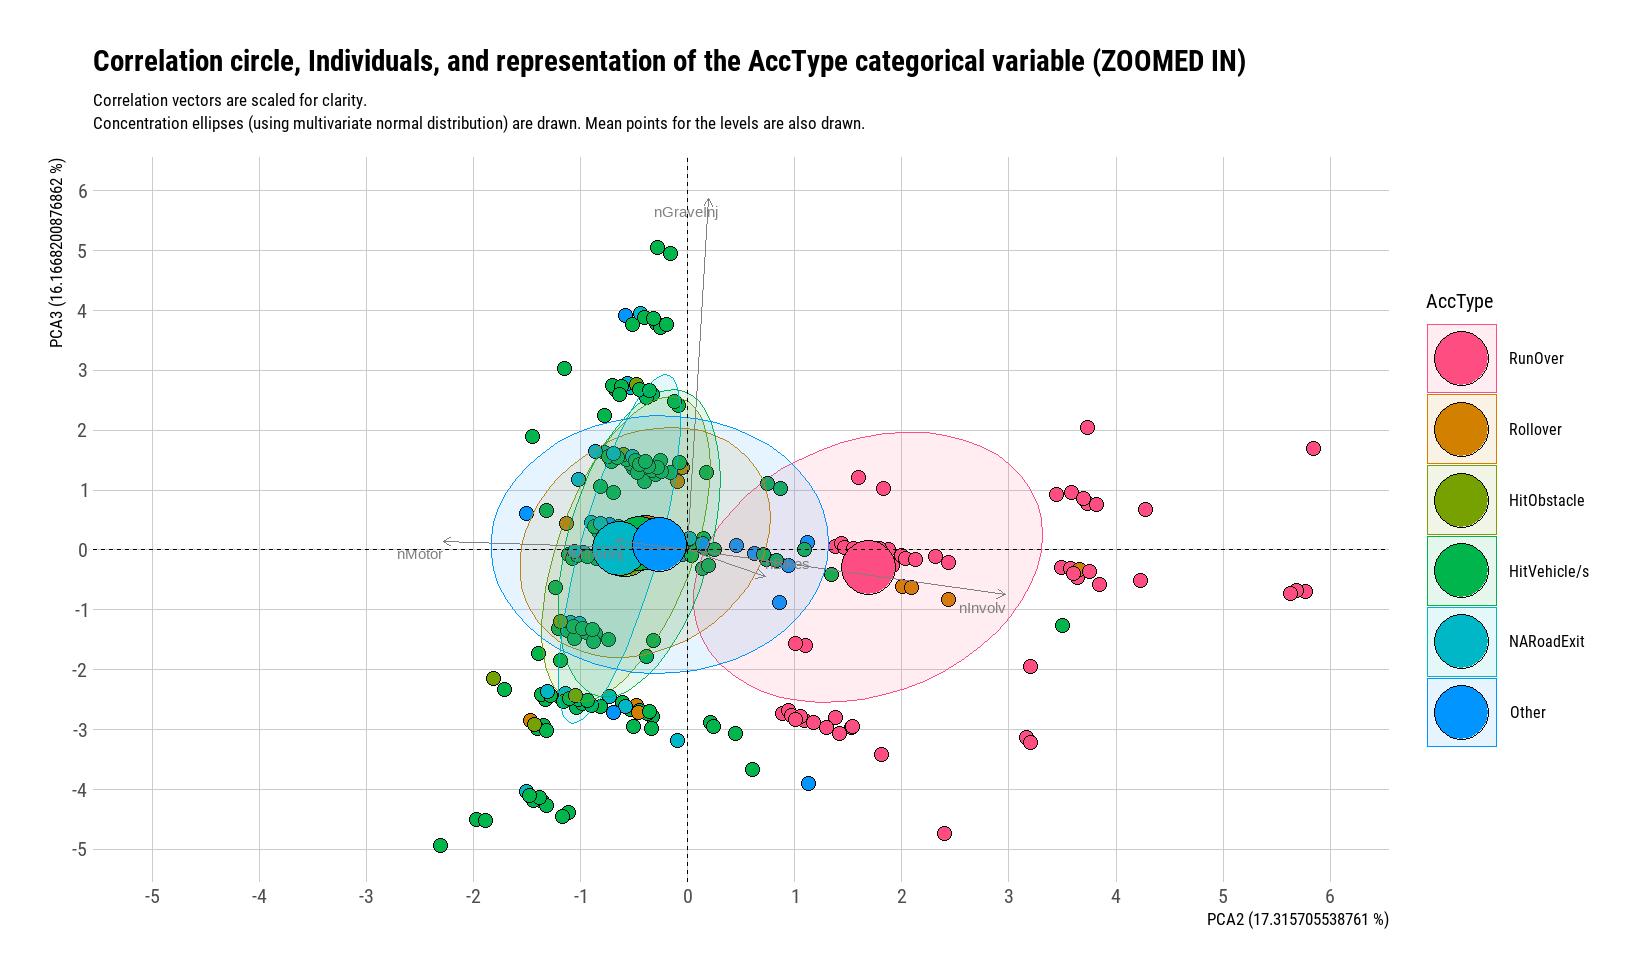 Correlation circle, Individuals, and representation of the AccType categorical variable (ZOOMED IN)
Correlation vectors are scaled for clarity.
Concentration ellipses (using multivariate normal distribution) are drawn. Mean points for the levels are also drawn.
PCA3 (16.1668200876862 %)
6
5
4
3
2
1
0
-1
-2
-3
-4
-5
nGraveInj
nMotor
nInvolv
-5
-4
-3
-2
-1
0
1
2
3
4
5
6
PCA2 (17.315705538761 %)
AccType
RunOver
Rollover
HitObstacle
HitVehicle/s
NARoadExit
Other